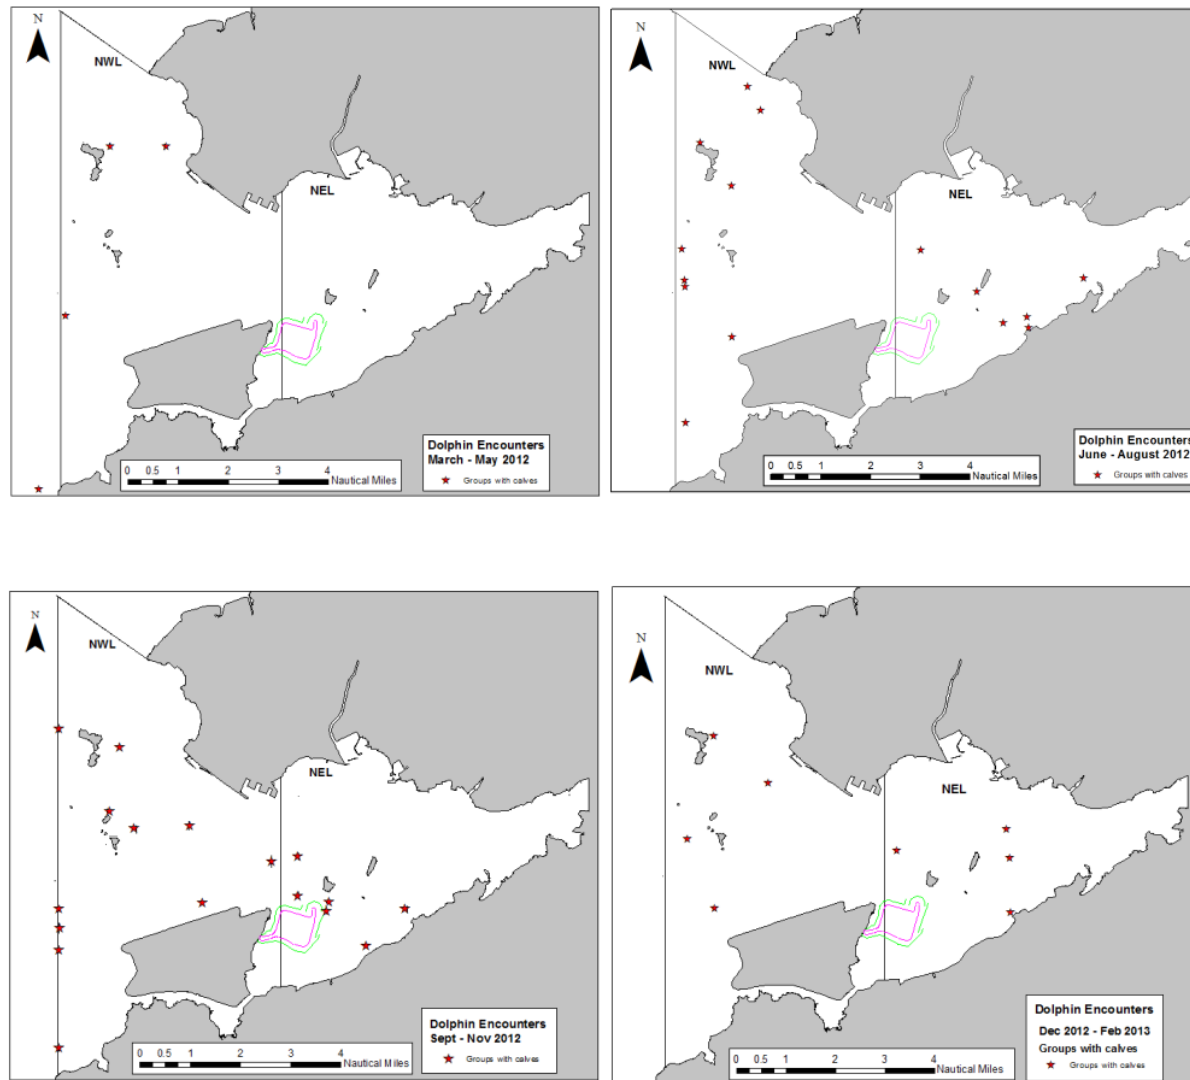 N
NWL
NEL
Dolphin Encounters
March - May 2012
Groups with calves
0 0.5 1 2 3 4
Nautical Miles
N
NWL
NEL
Dolphin Encounters
June - August 2012
Groups with calves
0 0.5 1 2 3 4
Nautical Miles
N
NWL
NEL
Dolphin Encounters
Sept - Nov 2012
Groups with calves
0 0.5 1 2 3 4
Nautical Miles
N
NWL
NEL
Dolphin Encounters
Dec 2012 - Feb 2013
Groups with calves
Groups with calves
0 0.5 1 2 3 4
Nautical Miles